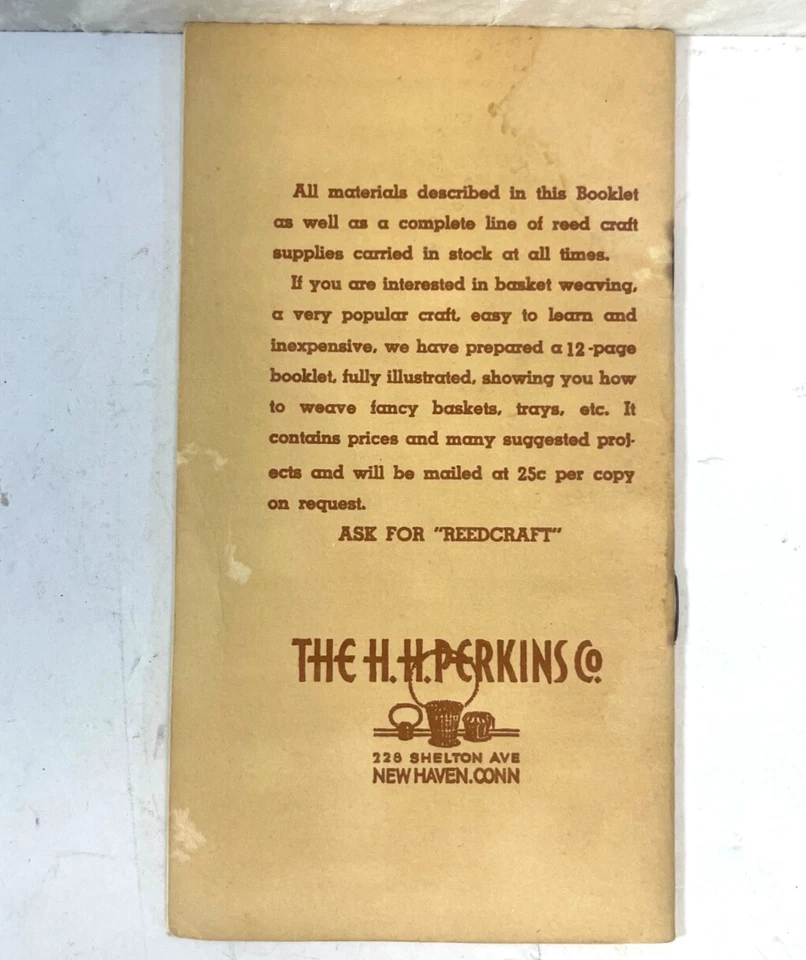 All materials described in this Booklet
as well as a complete line of reed craft
supplies carried in stock at all times.
If you are interested in basket weaving,
a very popular craft, easy to learn and
inexpensive, we have prepared a 12-page
booklet, fully illustrated, showing you how
to weave fancy baskets, trays, etc. It
contains prices and many suggested proj-
ects and will be mailed at 25c per copy
on request.
ASK FOR "REEDCRAFT"
THE H.H. PERKINS CO.
228 SHELTON AVE
NEW HAVEN. CONN